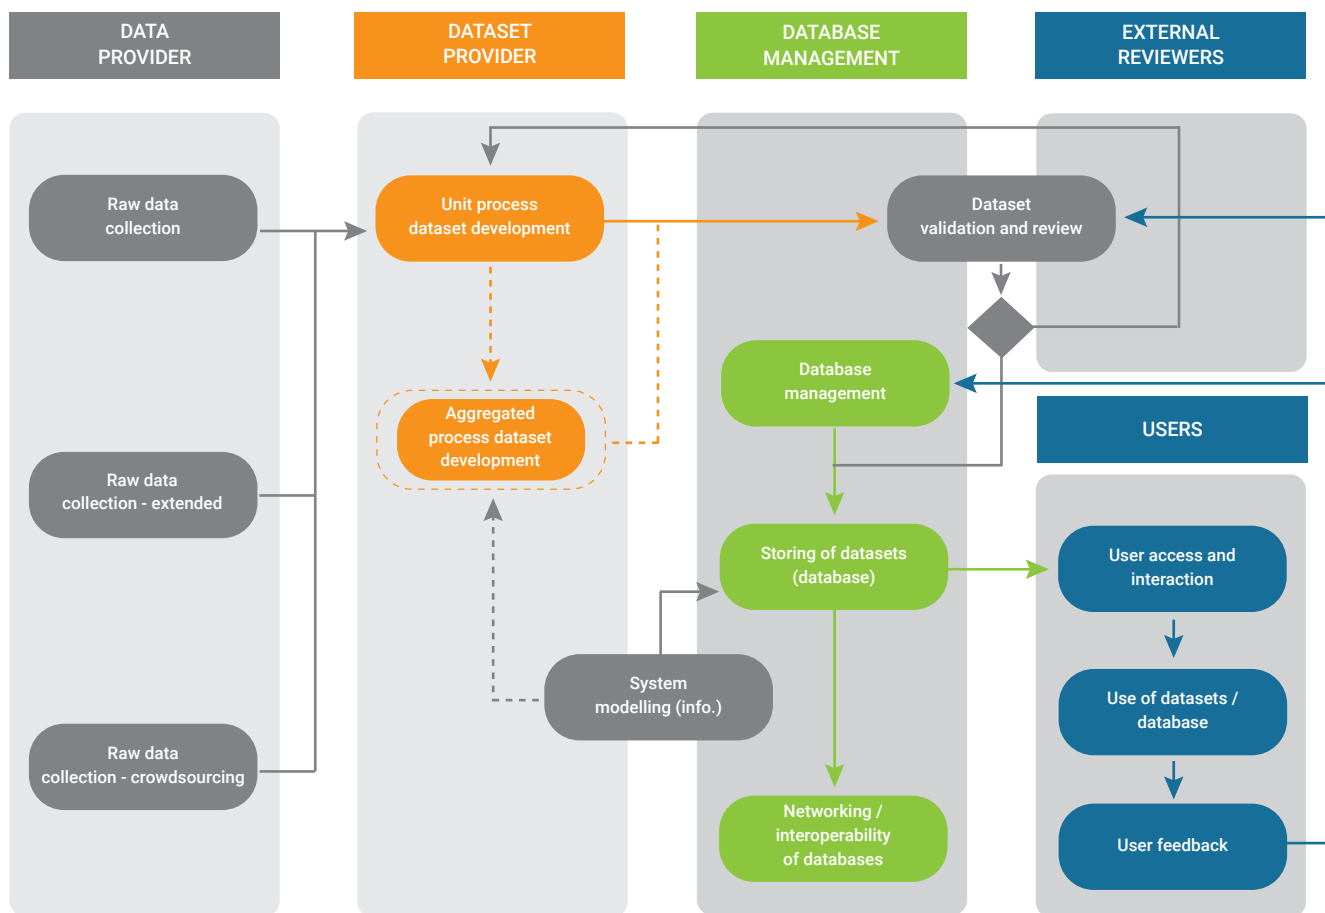 DATA
PROVIDER
DATASET
PROVIDER
DATABASE
MANAGEMENT
EXTERNAL
REVIEWERS
Raw data
collection
Raw data
collection - extended
Raw data
collection - crowdsourcing
Unit process
dataset development
Aggregated
process dataset
development
System
modelling (info.)
Dataset
validation and review
Database
management
Storing of datasets
(database)
Networking /
interoperability
of databases
USERS
User access and
interaction
Use of datasets /
database
User feedback